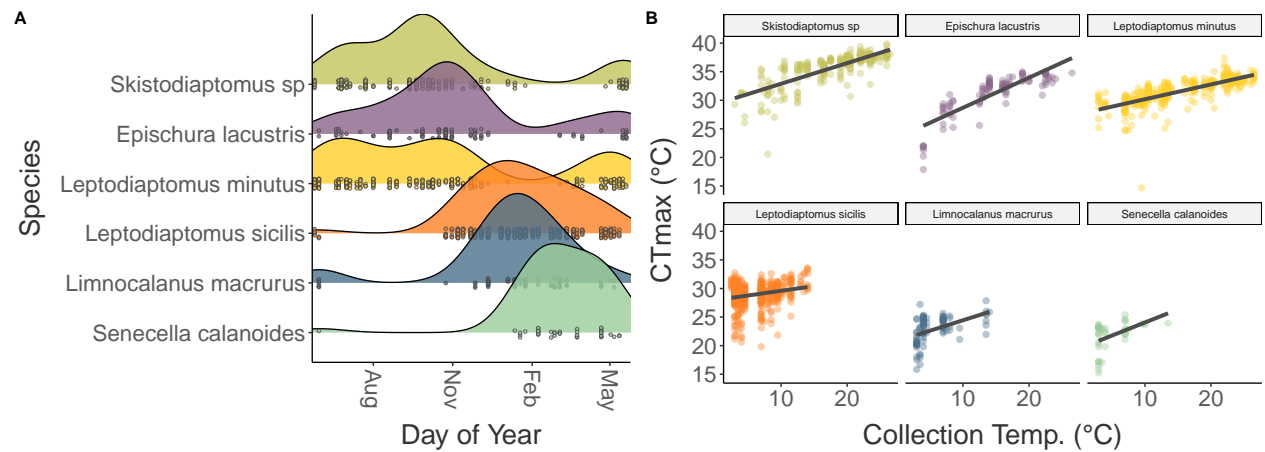 A
Species
Skistodiaptomus sp
Epischura lacustris
Leptodiaptomus minutus
Leptodiaptomus sicilis
Limnocalanus macrurus
Senecella calanoides
Aug
Nov
Feb
May
Day of Year
B
CTmax (°C)
Skistodiaptomus sp
Epischura lacustris
Leptodiaptomus minutus
40
35
30
25
20
15
Leptodiaptomus sicilis
Limnocalanus macrurus
Senecella calanoides
40
35
30
25
20
15
10 20
10 20
10 20
Collection Temp. (°C)